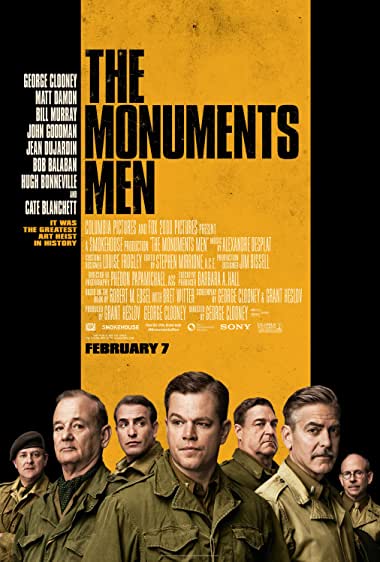 GEORGE CLOONEY
MATT DAMON
BILL MURRAY
JOHN GOODMAN
JEAN DUJARDIN
BOB BALABAN
HUGH BONNEVILLE
AND
CATE BLANCHETT
IT WAS
THE GREATEST
ART HEIST
IN HISTORY
THE
MONUMENTS
MEN
COLUMBIA PICTURES AND FOX 2000 PICTURES PRESENT
A SMOKEHOUSE PRODUCTION "THE MONUMENTS MEN" MUSIC BY ALEXANDRE DESPLAT
COSTUME DESIGNER LOUISE FROGLEY EDITED BY STEPHEN MIRRIONE, A.C.E. PRODUCTION DESIGNER JIM BISSELL
DIRECTOR OF PHOTOGRAPHY PHEDON PAPAMICHAEL, ASC EXECUTIVE PRODUCER BARBARA A. HALL
BASED ON THE BOOK BY ROBERT M. EDSEL WITH BRET WITTER SCREENPLAY BY GEORGE CLOONEY & GRANT HESLOV
PRODUCED BY GRANT HESLOV GEORGE CLOONEY DIRECTED BY GEORGE CLOONEY
SMOKEHOUSE
SONY
FEBRUARY 7